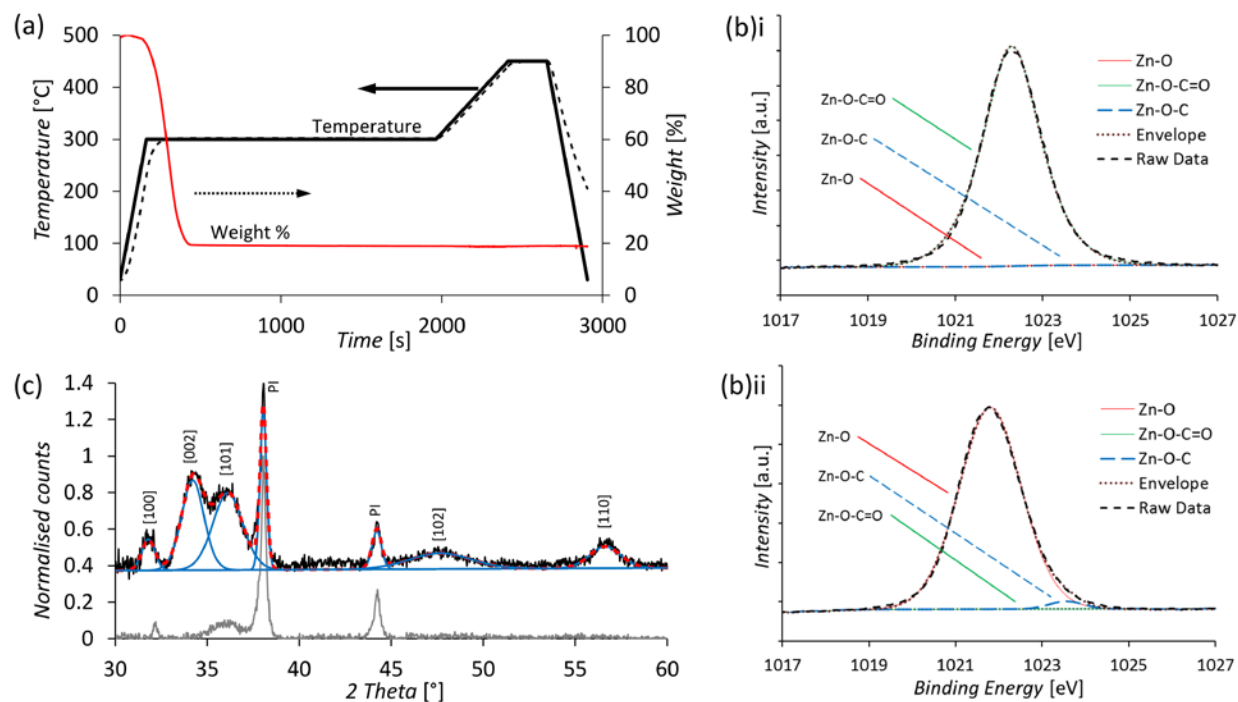 (a)
500
400
300
200
100
0
Temperature [°C]
100
80
60
40
20
0
Weight [%]
Temperature
Weight %
0
1000
2000
3000
Time [s]
(b)i
Intensity [a.u.]
Zn-O-C=O
Zn-O-C
Zn-O
Zn-O
Zn-O-C=O
Zn-O-C
Envelope
Raw Data
1017
1019
1021
1023
1025
1027
Binding Energy [eV]
(c)
1.4
1.2
1
0.8
0.6
0.4
0.2
0
Normalised counts
[100]
[002]
[101]
PI
PI
[102]
[110]
30
35
40
45
50
55
60
2 Theta [°]
(b)ii
Intensity [a.u.]
Zn-O
Zn-O-C
Zn-O-C=O
Zn-O
Zn-O-C=O
Zn-O-C
Envelope
Raw Data
1017
1019
1021
1023
1025
1027
Binding Energy [eV]